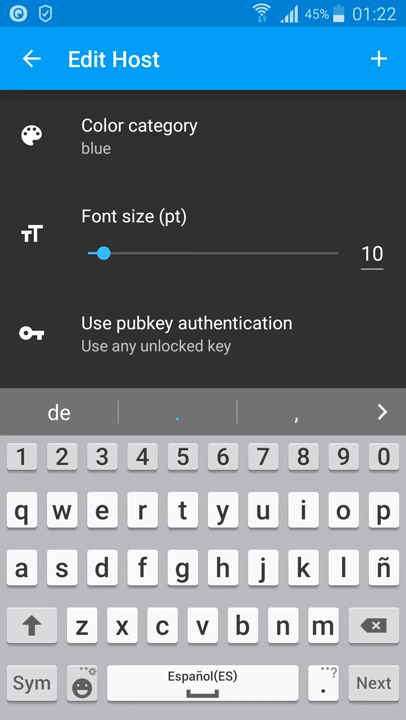 45% 01:22
Edit Host
Color category
blue
Font size (pt)
10
Use pubkey authentication
Use any unlocked key
de . ,
1 2 3 4 5 6 7 8 9 0
q w e r t y u i o p
a s d f g h j k l ñ
z x c v b n m
Sym Español(ES) . ? Next